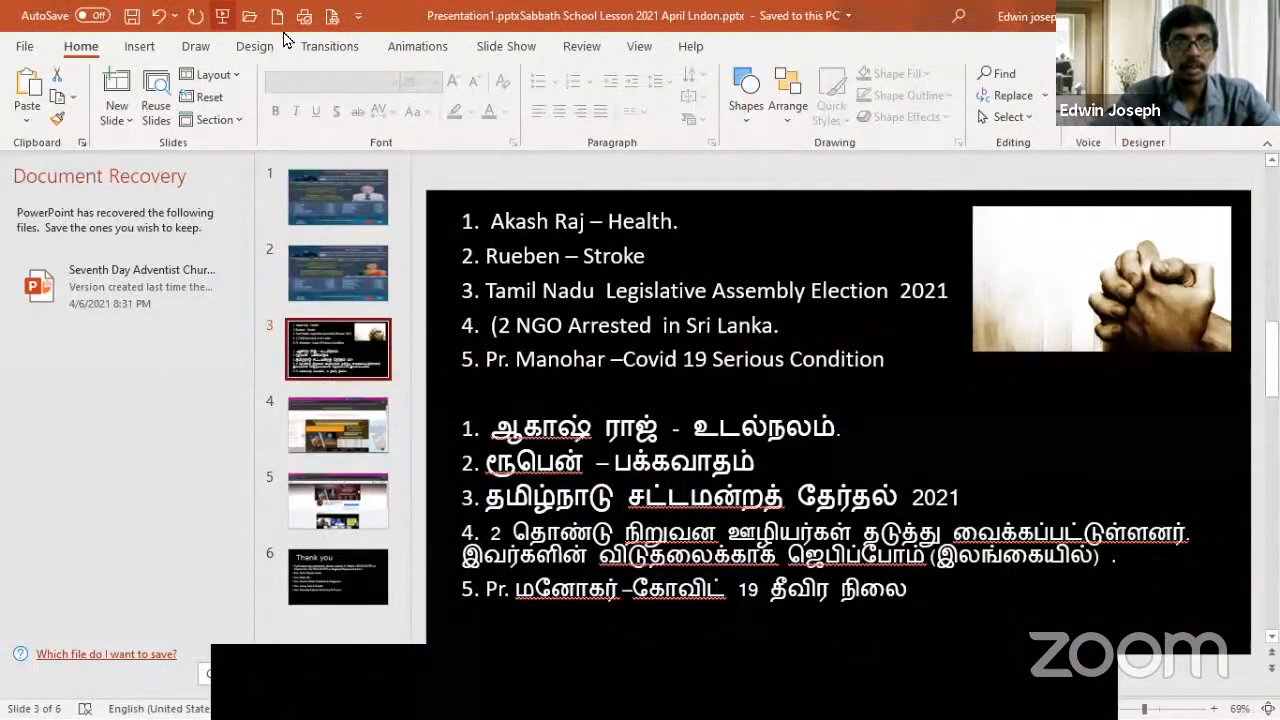 AutoSave Off
Presentation1.pptxSabbath School Lesson 2021 April Lndon.pptx - Saved to this PC
Edwin josep
File Home Insert Draw Design Transitions Animations Slide Show Review View Help
Paste
New Slide
Reuse Slides
Layout
Reset
Section
Shapes
Arrange
Quick Styles
Shape Fill
Shape Outline
Shape Effects
Find
Replace
Select
Edwin Joseph
Clipboard Slides Font Paragraph Drawing Editing Voice Designer
Document Recovery
PowerPoint has recovered the following
files. Save the ones you wish to keep.
Seventh Day Adventist Chur...
Version created last time the...
4/6/2021 8:31 PM
1
2
3
4
5
6
Thank you
1. Akash Raj – Health.
2. Rueben – Stroke
3. Tamil Nadu Legislative Assembly Election 2021
4. (2 NGO Arrested in Sri Lanka.
5. Pr. Manohar –Covid 19 Serious Condition
1. ஆகாஷ் ராஜ் - உடல்நலம்.
2. ரூபென் – பக்கவாதம்
3. தமிழ்நாடு சட்டமன்றத் தேர்தல் 2021
4. 2 தொண்டு நிறுவன ஊழியர்கள் தடுத்து வைக்கப்பட்டுள்ளனர்.
இவர்களின் விடுதலைக்காக ஜெபிப்போம் (இலங்கையில்) .
5. Pr. மனோகர் –கோவிட் 19 தீவிர நிலை
zoom
Which file do I want to save?
Slide 3 of 6
English (United State
69%